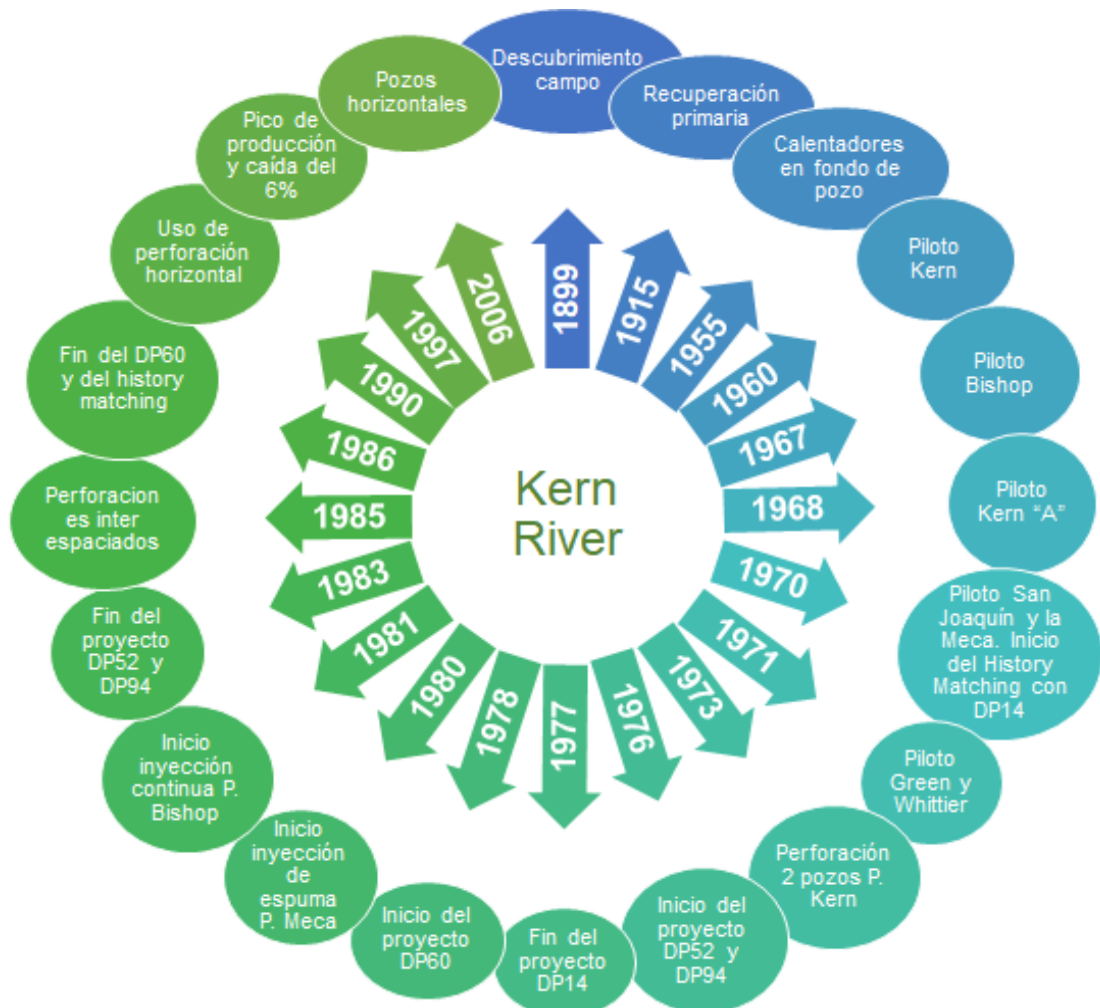 Kern
River
1899
1915
1955
1960
1967
1968
1970
1971
1973
1976
1977
1978
1980
1981
1983
1985
1986
1990
1997
2006
Descubrimiento
campo
Recuperación
primaria
Calentadores
en fondo de
pozo
Piloto
Kern
Piloto
Bishop
Piloto
Kern “A”
Piloto San
Joaquín y la
Meca. Inicio
del History
Matching con
DP14
Piloto
Green y
Whittier
Perforación
2 pozos P.
Kern
Inicio del
proyecto
DP52 y
DP94
Fin del
proyecto
DP14
Inicio del
proyecto
DP60
Inicio
inyección
de
espuma
P. Meca
Inicio
inyección
continua P.
Bishop
Fin del
proyecto
DP52 y
DP94
Perforacion
es inter
espaciados
Fin del DP60
y del history
matching
Uso de
perforación
horizontal
Pico de
producción
y caída del
6%
Pozos
horizontales